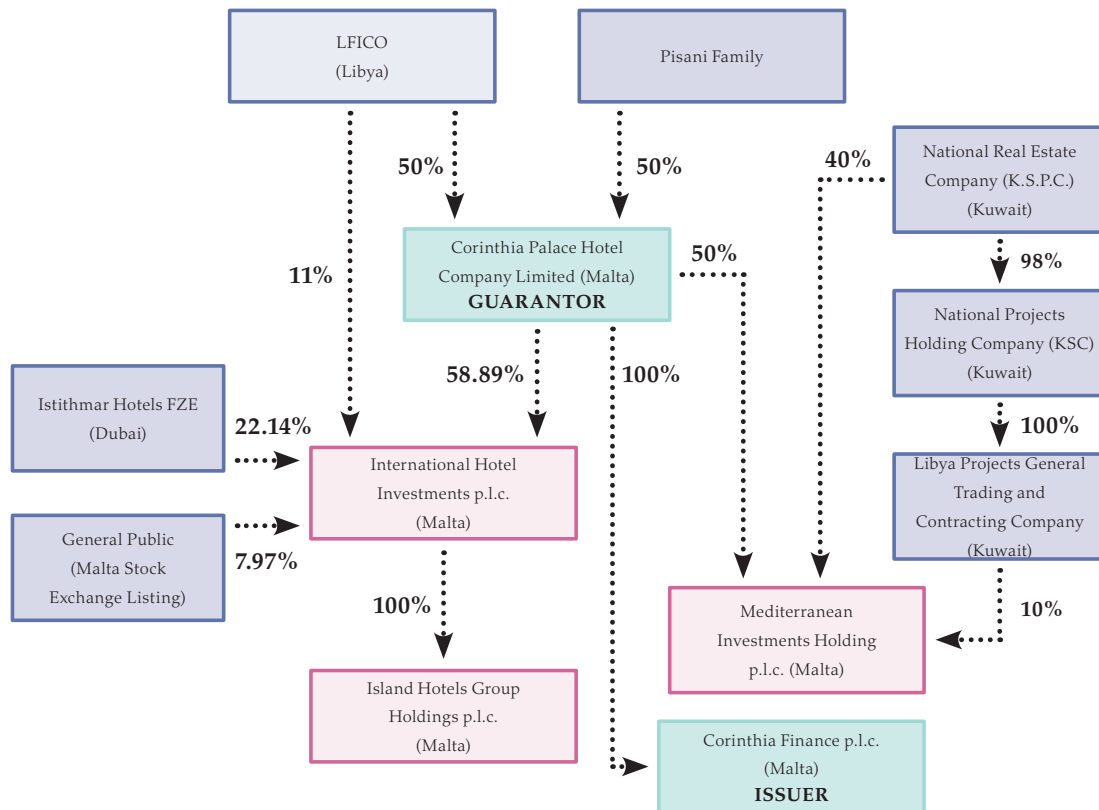 LFICO
(Libya)
Pisani Family
50%
50%
40%
National Real Estate
Company (K.S.P.C.)
(Kuwait)
11%
Corinthia Palace Hotel
Company Limited (Malta)
GUARANTOR
50%
98%
National Projects
Holding Company (KSC)
(Kuwait)
58.89%
100%
Istithmar Hotels FZE
(Dubai)
22.14%
100%
International Hotel
Investments p.l.c.
(Malta)
Libya Projects General
Trading and
Contracting Company
(Kuwait)
General Public
(Malta Stock
Exchange Listing)
7.97%
100%
10%
Mediterranean
Investments Holding
p.l.c. (Malta)
Island Hotels Group
Holdings p.l.c.
(Malta)
Corinthia Finance p.l.c.
(Malta)
ISSUER